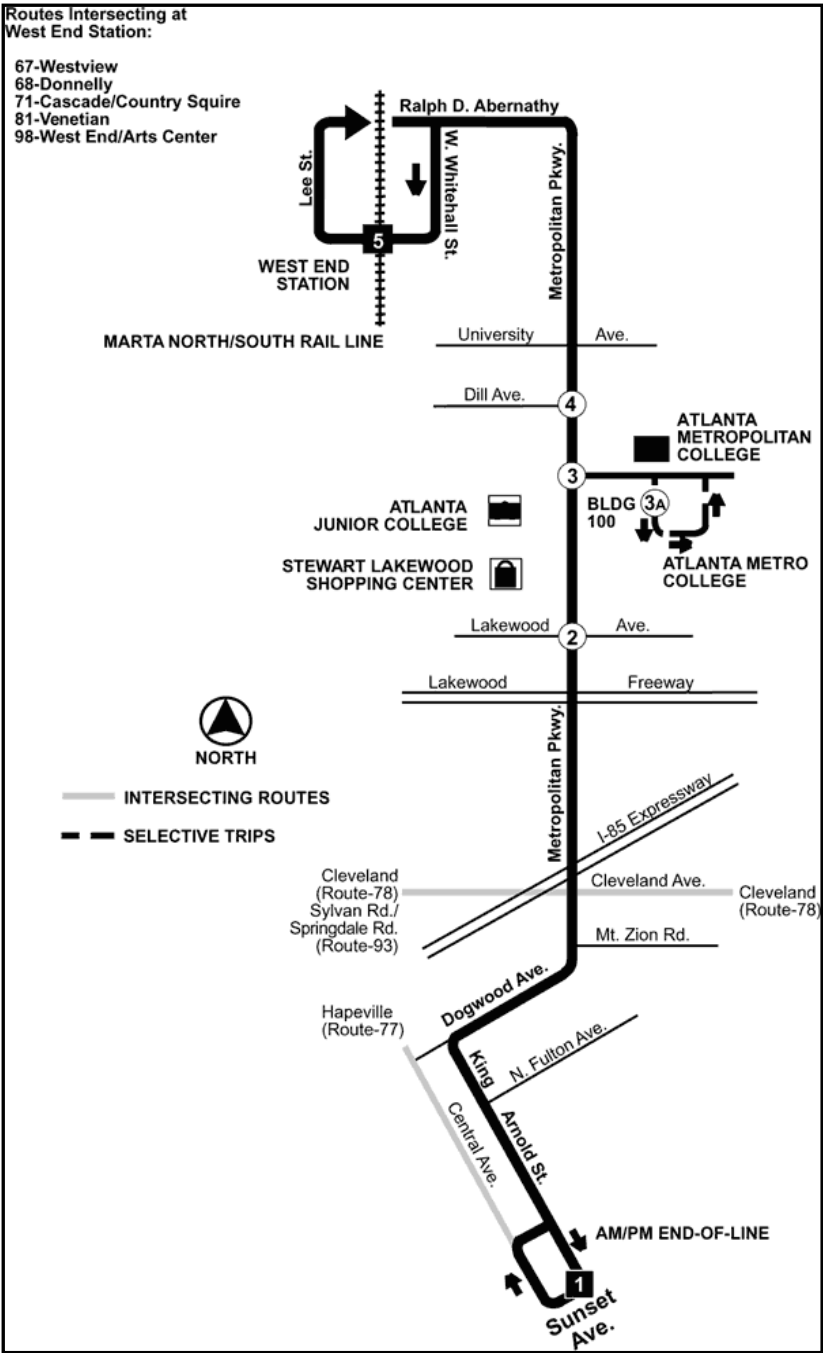 Routes Intersecting at
West End Station:
67-Westview
68-Donnelly
71-Cascade/Country Squire
81-Venetian
98-West End/Arts Center
Ralph D. Abernathy
Lee St.
W. Whitehall St.
Metropolitan Pkwy.
5
WEST END
STATION
MARTA NORTH/SOUTH RAIL LINE
University Ave.
Dill Ave.
4
ATLANTA
METROPOLITAN
COLLEGE
3
BLDG
100
3A
ATLANTA
JUNIOR COLLEGE
STEWART LAKEWOOD
SHOPPING CENTER
ATLANTA METRO
COLLEGE
Lakewood Ave.
2
Lakewood Freeway
NORTH
Metropolitan Pkwy.
INTERSECTING ROUTES
SELECTIVE TRIPS
I-85 Expressway
Cleveland
(Route-78)
Sylvan Rd./
Springdale Rd.
(Route-93)
Cleveland Ave.
Cleveland
(Route-78)
Mt. Zion Rd.
Dogwood Ave.
Hapeville
(Route-77)
King Arnold St.
N. Fulton Ave.
Central Ave.
AM/PM END-OF-LINE
1
Sunset
Ave.